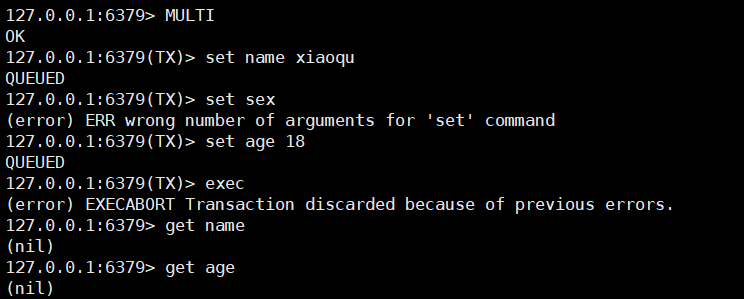 127.0.0.1:6379> MULTI
OK
127.0.0.1:6379(TX)> set name xiaoqu
QUEUED
127.0.0.1:6379(TX)> set sex
(error) ERR wrong number of arguments for 'set' command
127.0.0.1:6379(TX)> set age 18
QUEUED
127.0.0.1:6379(TX)> exec
(error) EXECABORT Transaction discarded because of previous errors.
127.0.0.1:6379> get name
(nil)
127.0.0.1:6379> get age
(nil)